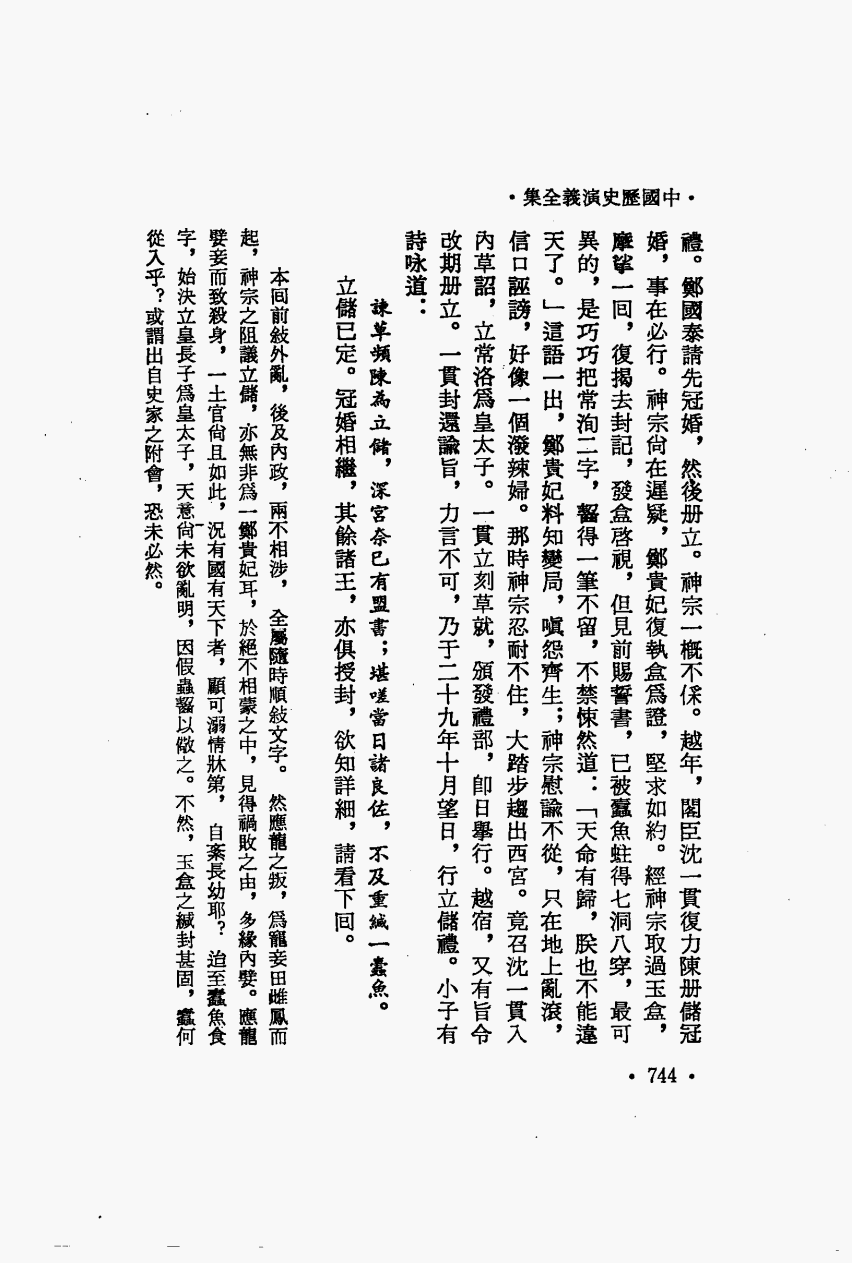 ·中國歷史演義全集·
禮。鄭國泰請先冠婚，然後册立。神宗一概不保。越年，閣臣沈一貫復力陳册儲冠
婚，事在必行。神宗尙在遲疑，鄭貴妃復執盒爲證，堅求如約。經神宗取過玉盒，
摩挲一回，復揭去封記，發盒啓視，但見前賜誓書，已被蠹魚蛀得七洞八穿，最可
異的，是巧巧把常洵二字，齧得一筆不留，不禁悚然道：「天命有歸，朕也不能違
天了。」這語一出，鄭貴妃料知變局，嗔怨齊生；神宗慰諭不從，只在地上亂滾，
信口誣謗，好像一個潑辣婦。那時神宗忍耐不住，大踏步趨出西宮。竟召沈一貫入
內草詔，立常洛爲皇太子。一貫立刻草就，頒發禮部，卽日舉行。越宿，又有旨令
改期册立。一貫封還諭旨，力言不可，乃于二十九年十月望日，行立儲禮。小子有
詩咏道：
諫草頻陳為立儲，深宮奈已有盟書；堪嗟當日諸良佐，不及重緘一蠹魚。
立儲已定。冠婚相繼，其餘諸王，亦俱授封，欲知詳細，請看下回。
本回前敍外亂，後及內政，兩不相涉，全屬隨時順敍文字。然應龍之叛，爲寵妾田雌鳳而
起，神宗之阻議立儲，亦無非爲一鄭貴妃耳，於絕不相蒙之中，見得禍敗之由，多緣內嬖。應龍
嬖妾而致殺身，一土官尙且如此，況有國有天下者，顧可溺情牀第，自紊長幼耶？迨至蠹魚食
字，始決立皇長子爲皇太子，天意尙未欲亂明，因假蟲齧以儆之。不然，玉盒之緘封甚固，蠹何
從入乎？或謂出自史家之附會，恐未必然。
·744·